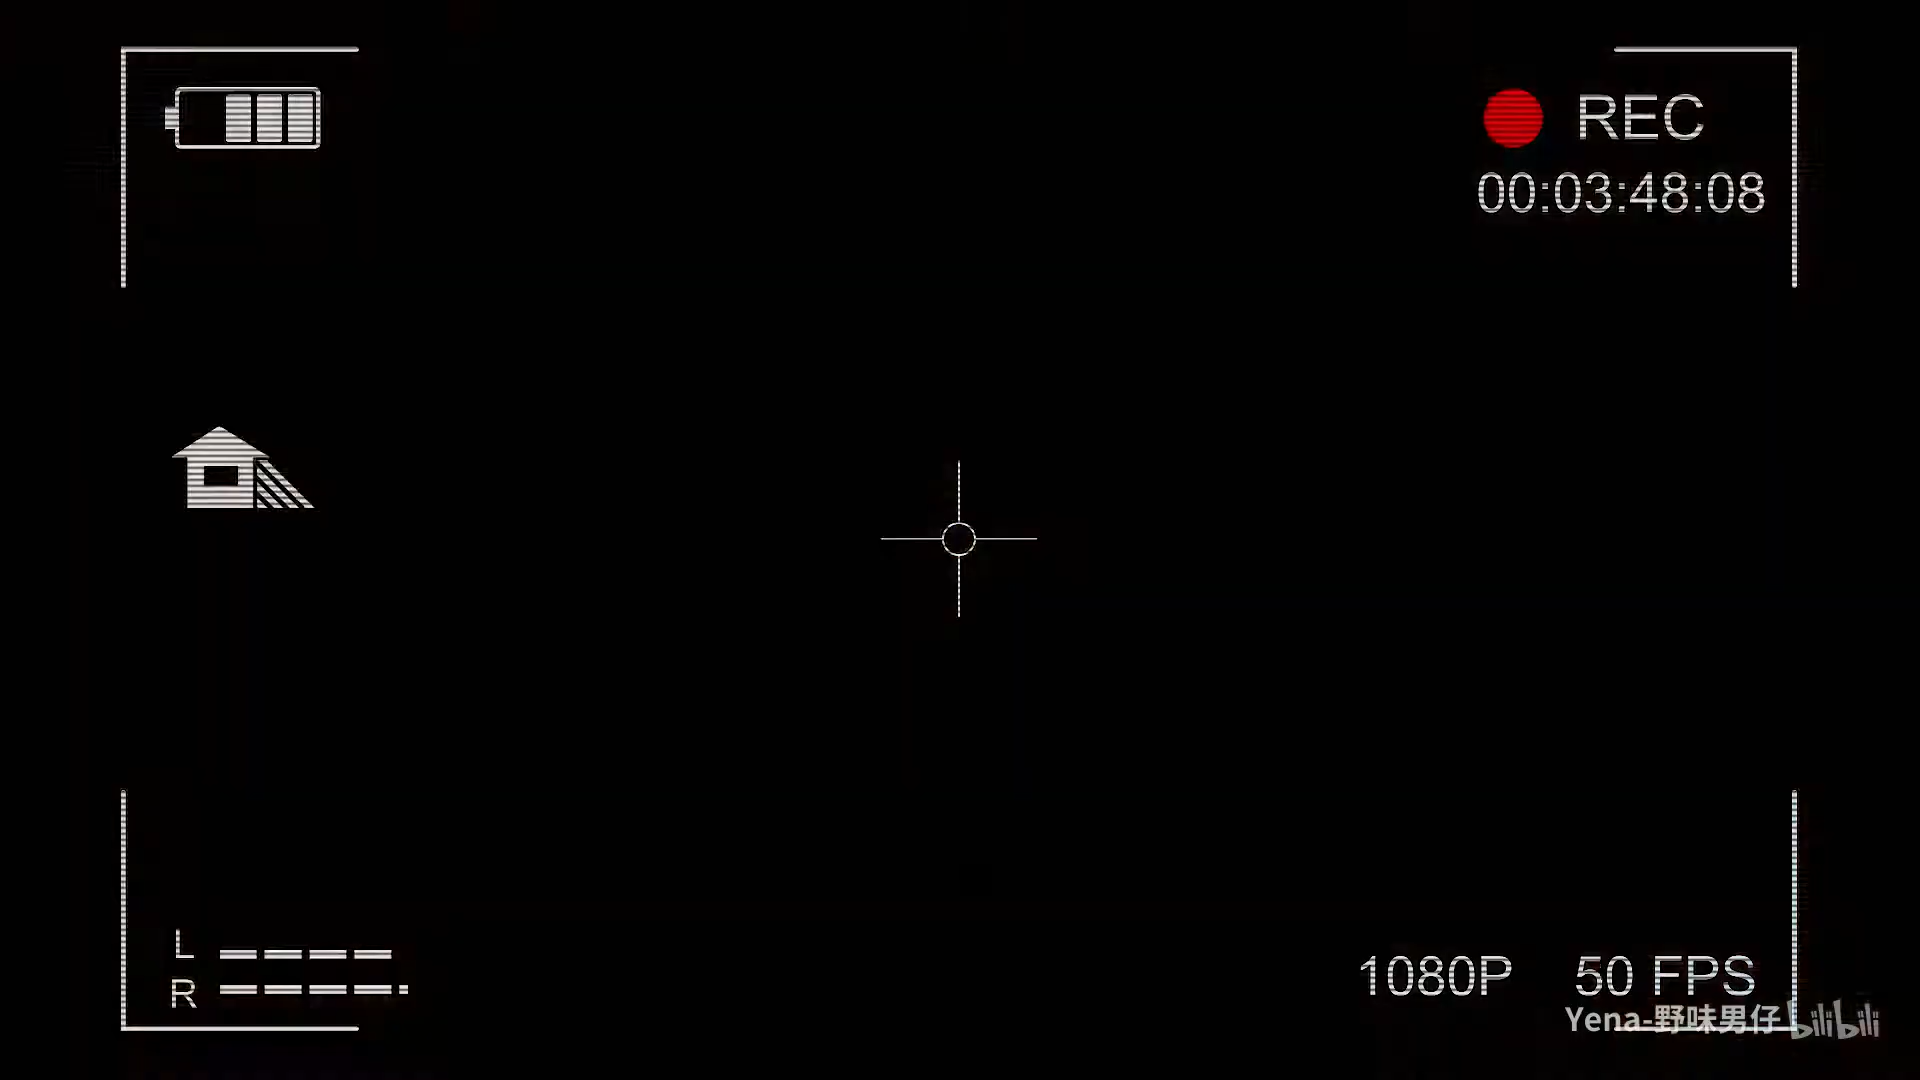 REC
00:03:48:08
L
R
1080P 50 FPS
Yena-野味男仔 bilibili